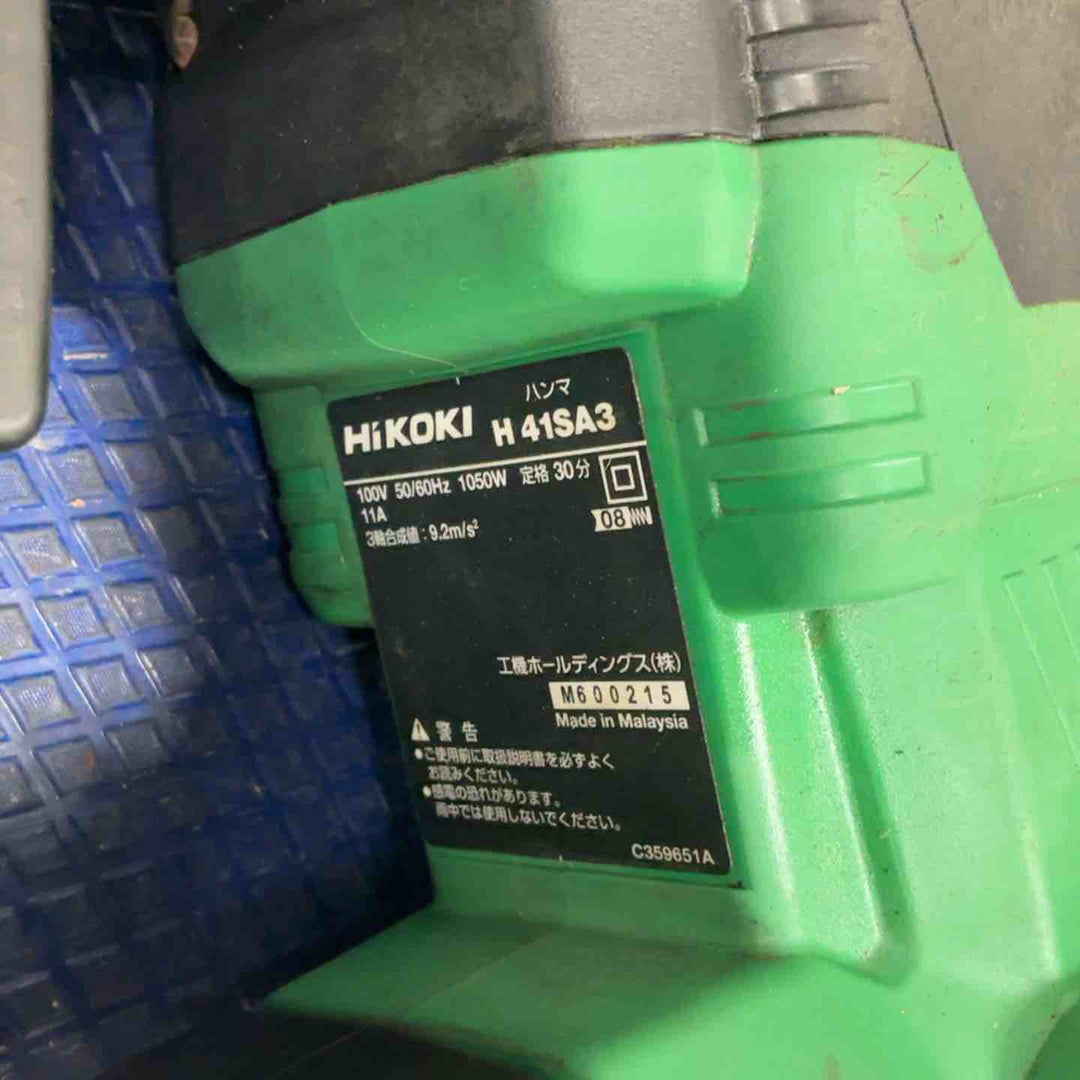 ハンマ
HiKOKI H 41SA3
100V 50/60Hz 1050W 定格 30分
11A
3軸合成値：9.2m/s²
08
工機ホールディングス(株)
M600215
Made in Malaysia
警告
●ご使用前に取扱説明書を必ずよく
お読みください。
●感電の恐れがあります。
雨中では使用しないでください。
C359651A